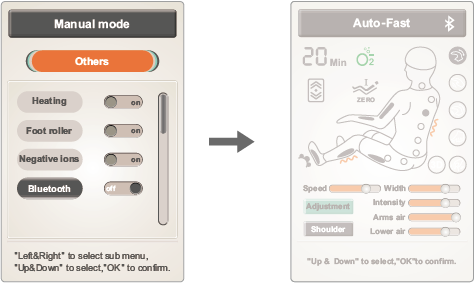 Manual mode
Others
Heating on
Foot roller on
Negative ions on
Bluetooth off
"Left&Right" to select sub menu,
"Up&Down" to select,"OK" to confirm.
Auto-Fast
20 Min O2
ZERO
Speed Width
Adjustment Intensity
Arms air
Shoulder Lower air
"Up & Down" to select,"OK"to confirm.